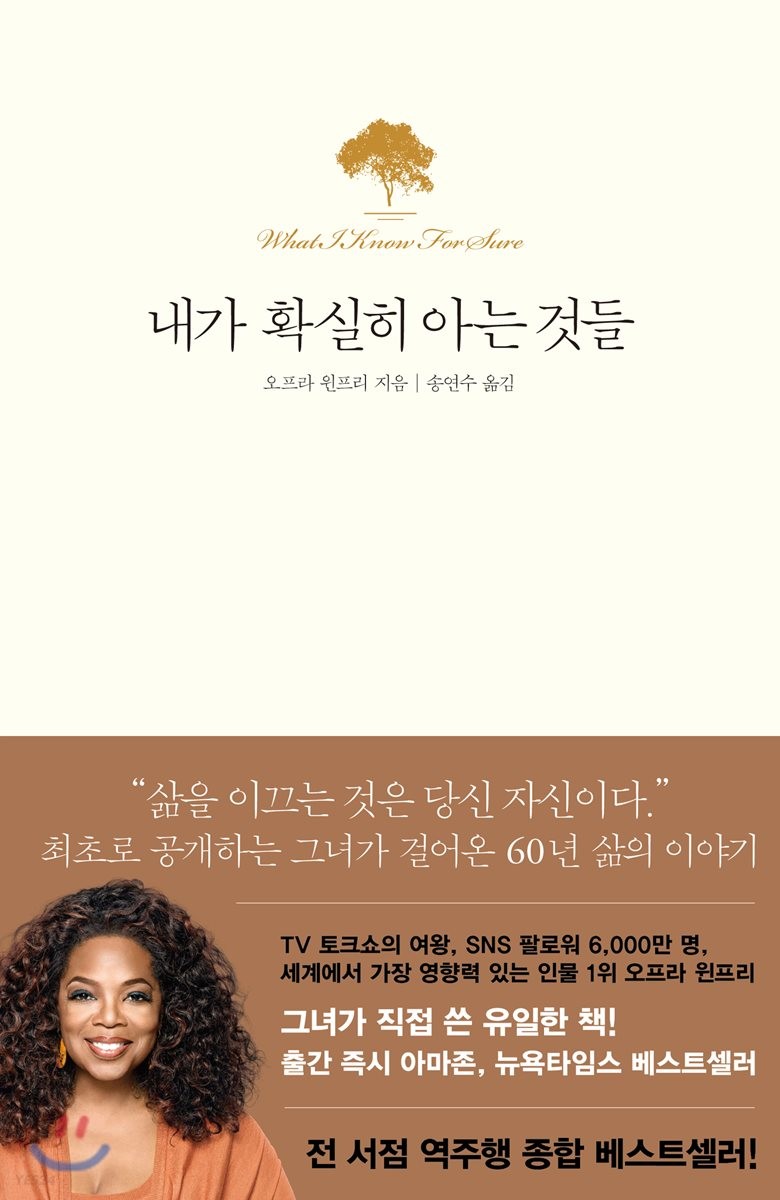 What I Know For Sure
내가 확실히 아는 것들
오프라 윈프리 지음 | 송연수 옮김
“삶을 이끄는 것은 당신 자신이다.”
최초로 공개하는 그녀가 걸어온 60년 삶의 이야기
TV 토크쇼의 여왕, SNS 팔로워 6,000만 명,
세계에서 가장 영향력 있는 인물 1위 오프라 윈프리
그녀가 직접 쓴 유일한 책!
출간 즉시 아마존, 뉴욕타임스 베스트셀러
전 서점 역주행 종합 베스트셀러!
YES24